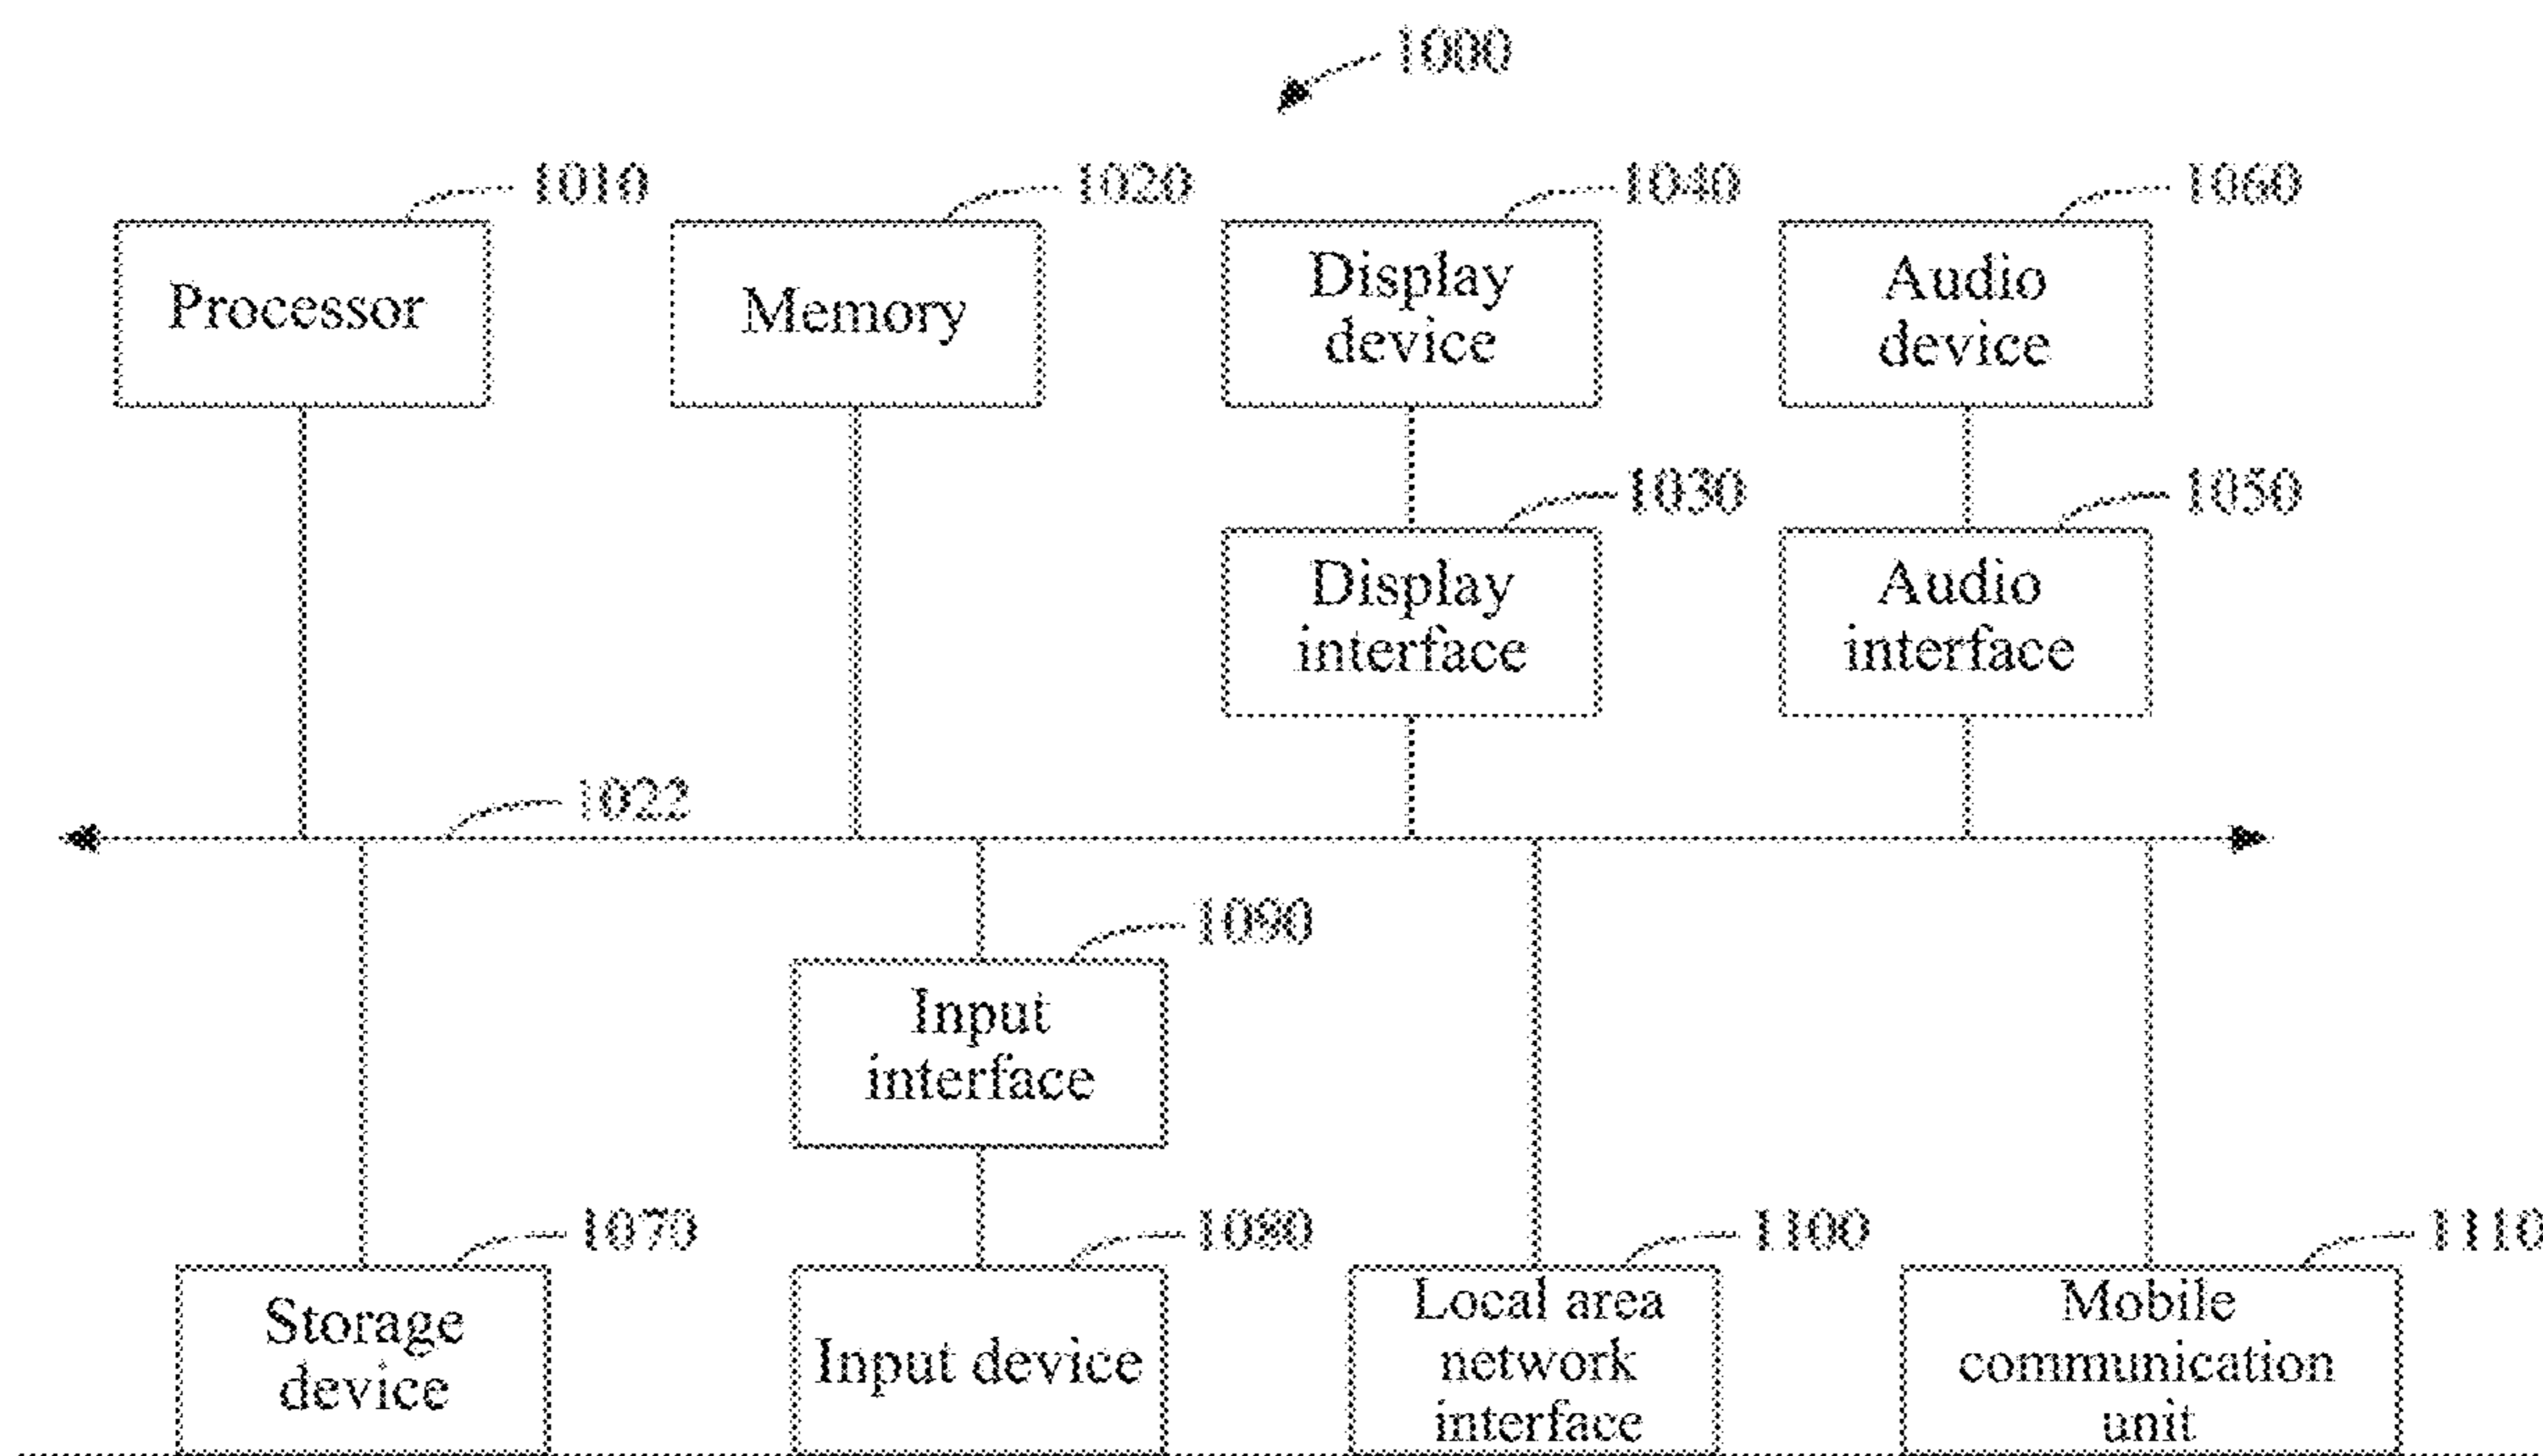 1000
1010
1020
1040
1060
Processor
Memory
Display
device
Audio
device
1030
1050
Display
interface
Audio
interface
1022
1090
Input
interface
1070
1080
1100
1110
Storage
device
Input device
Local area
network
interface
Mobile
communication
unit